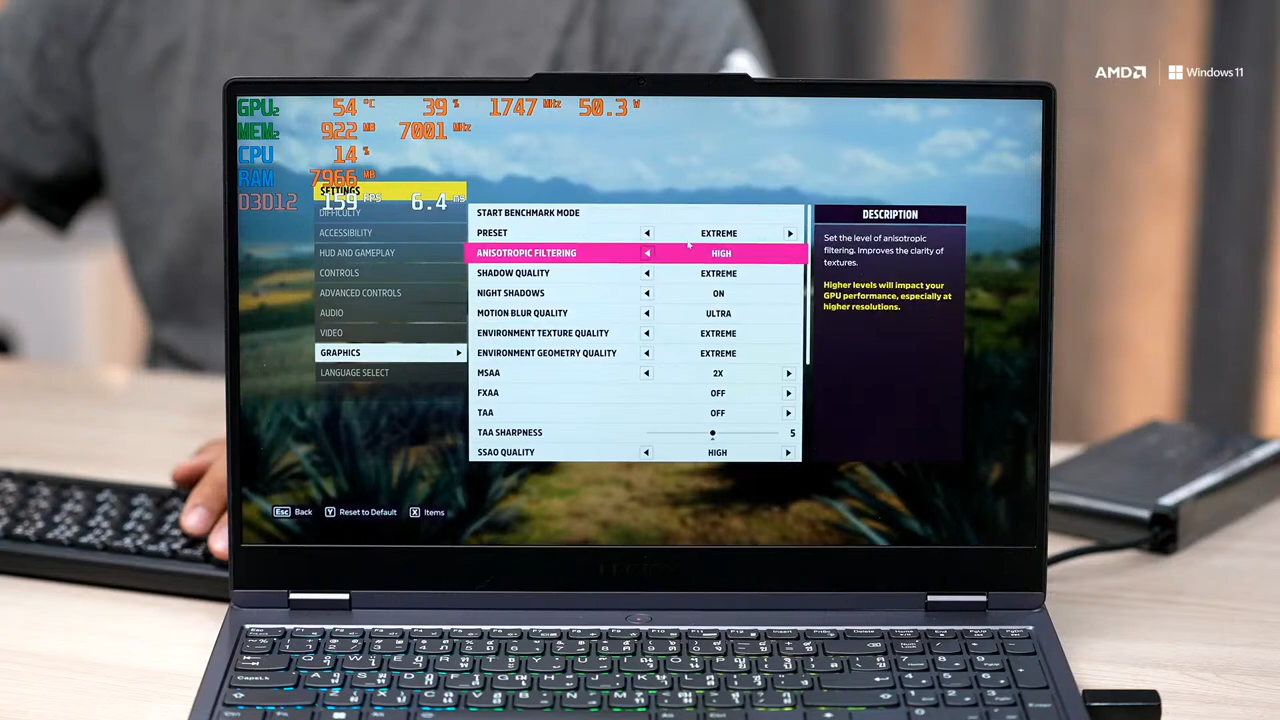 AMD Windows 11
GPU₂ 54 °C 39 % 1747 MHz 50.3 W
MEM₂ 922 MB 7001 MHz
CPU 14 %
RAM 7966 MB
D3D12 159 FPS 6.4 ms
SETTINGS
DIFFICULTY
ACCESSIBILITY
HUD AND GAMEPLAY
CONTROLS
ADVANCED CONTROLS
AUDIO
VIDEO
GRAPHICS
LANGUAGE SELECT
START BENCHMARK MODE
PRESET EXTREME
ANISOTROPIC FILTERING HIGH
SHADOW QUALITY EXTREME
NIGHT SHADOWS ON
MOTION BLUR QUALITY ULTRA
ENVIRONMENT TEXTURE QUALITY EXTREME
ENVIRONMENT GEOMETRY QUALITY EXTREME
MSAA 2X
FXAA OFF
TAA OFF
TAA SHARPNESS 5
SSAO QUALITY HIGH
DESCRIPTION
Set the level of anisotropic
filtering. Improves the clarity of
textures.
Higher levels will impact your
GPU performance, especially at
higher resolutions.
Esc Back Y Reset to Default X Items